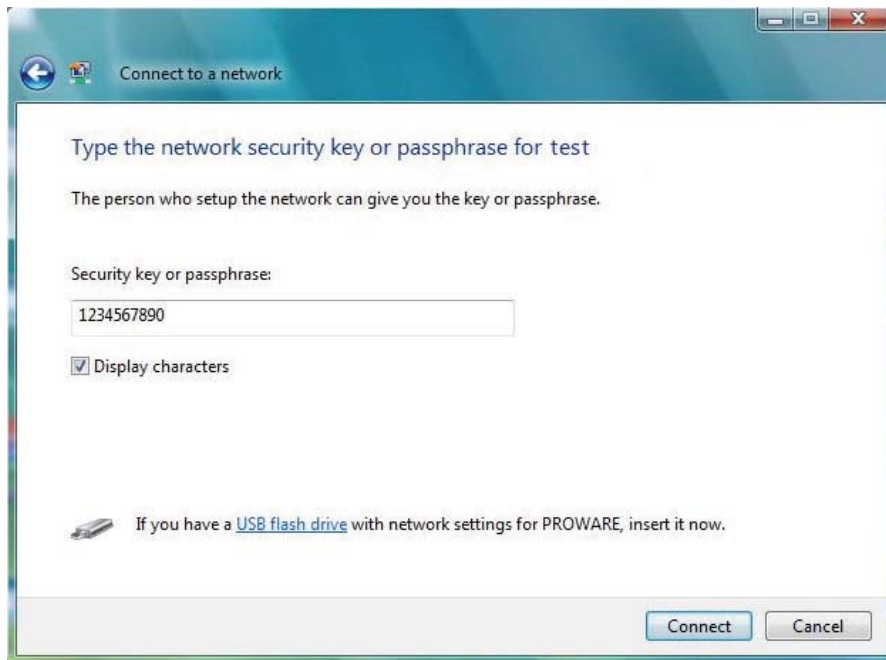 Connect to a network
Type the network security key or passphrase for test
The person who setup the network can give you the key or passphrase.
Security key or passphrase:
1234567890
Display characters
If you have a USB flash drive with network settings for PROWARE, insert it now.
Connect Cancel